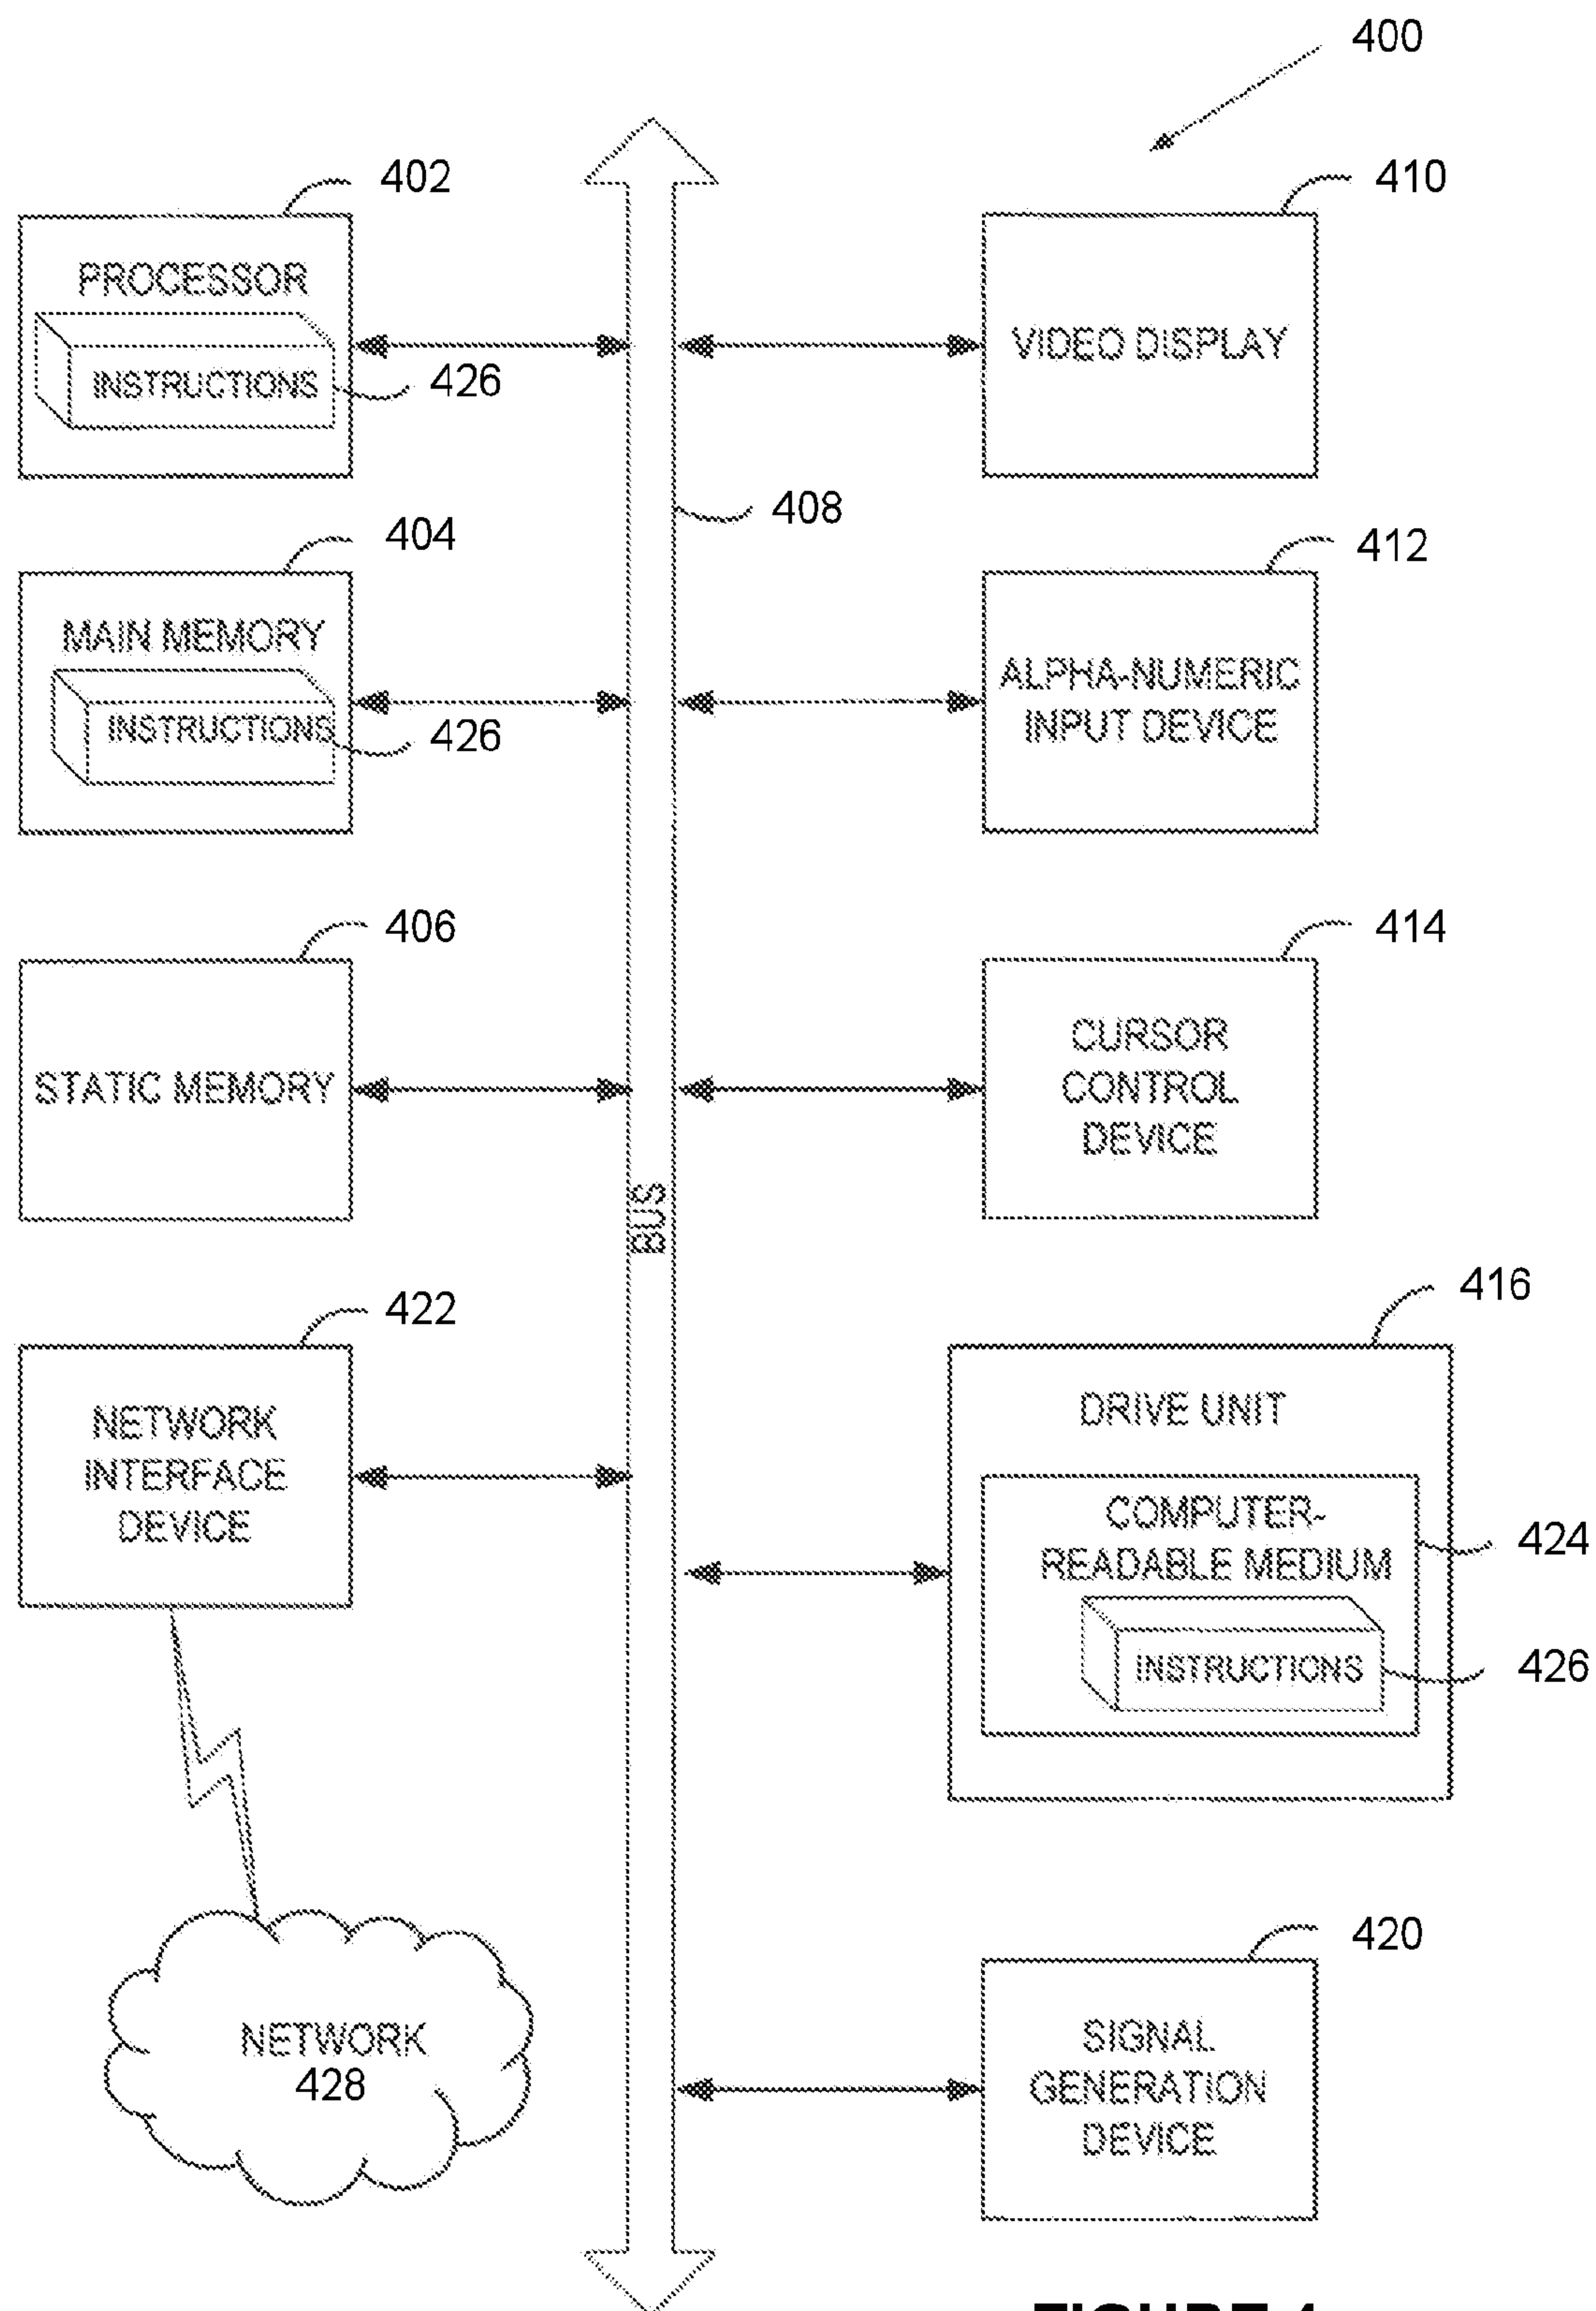 400
402
PROCESSOR
INSTRUCTIONS
426
410
VIDEO DISPLAY
408
404
MAIN MEMORY
INSTRUCTIONS
426
412
ALPHA-NUMERIC
INPUT DEVICE
406
STATIC MEMORY
414
CURSOR
CONTROL
DEVICE
BUS
422
NETWORK
INTERFACE
DEVICE
416
DRIVE UNIT
COMPUTER-
READABLE MEDIUM
424
INSTRUCTIONS
426
NETWORK
428
420
SIGNAL
GENERATION
DEVICE